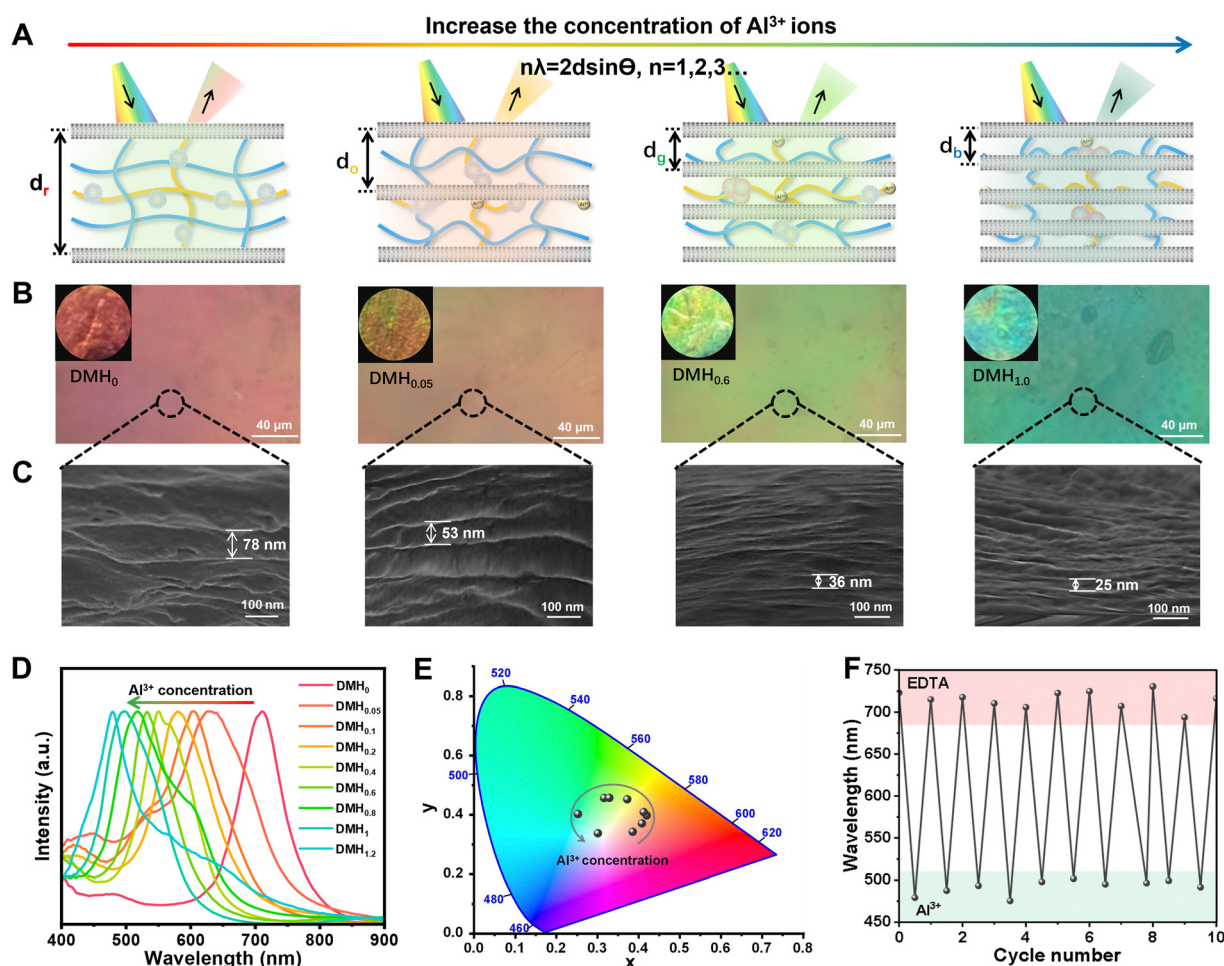 A
Increase the concentration of Al³⁺ ions
nλ=2dsinΘ, n=1,2,3...
dᵣ
dₒ
Al³⁺
d_g
Al³⁺
d_b
B
DMH₀
40 μm
DMH₀.₀₅
40 μm
DMH₀.₆
40 μm
DMH₁.₀
40 μm
C
78 nm
100 nm
53 nm
100 nm
36 nm
100 nm
25 nm
100 nm
D
Al³⁺ concentration
DMH₀
DMH₀.₀₅
DMH₀.₁
DMH₀.₂
DMH₀.₄
DMH₀.₆
DMH₀.₈
DMH₁
DMH₁.₂
Intensity (a.u.)
400 500 600 700 800 900
Wavelength (nm)
E
520
540
560
500
580
600
620
480
460
Al³⁺ concentration
y
0.8
0.6
0.4
0.2
0.0
0.0 0.1 0.2 0.3 0.4 0.5 0.6 0.7 0.8
x
F
EDTA
Al³⁺
Wavelength (nm)
750
700
650
600
550
500
450
0 2 4 6 8 10
Cycle number